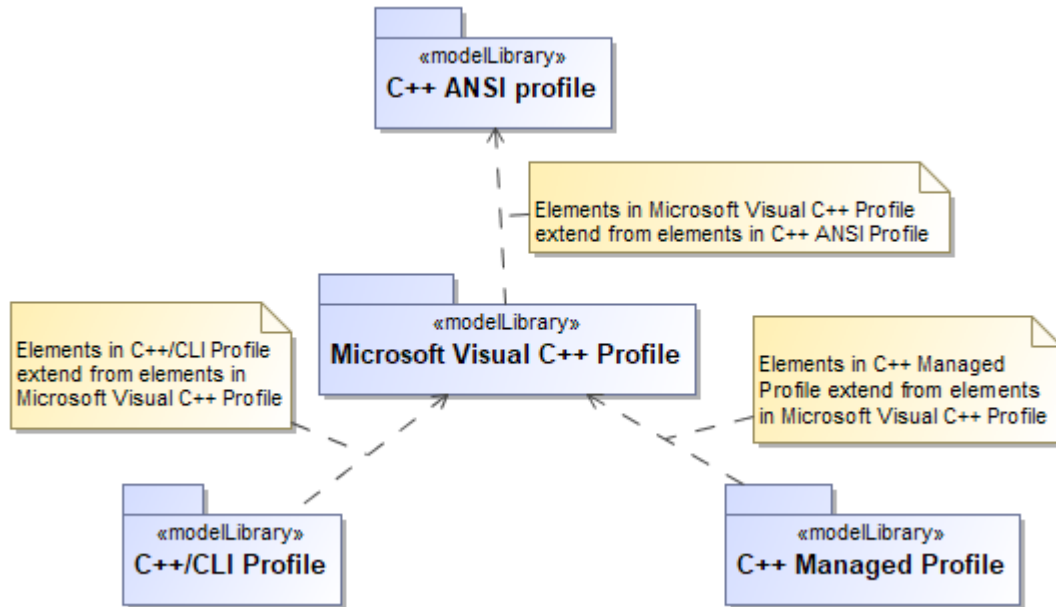 «modelLibrary»
C++ ANSI profile
Elements in Microsoft Visual C++ Profile
extend from elements in C++ ANSI Profile
«modelLibrary»
Microsoft Visual C++ Profile
Elements in C++/CLI Profile
extend from elements in
Microsoft Visual C++ Profile
Elements in C++ Managed
Profile extend from elements
in Microsoft Visual C++ Profile
«modelLibrary»
C++/CLI Profile
«modelLibrary»
C++ Managed Profile